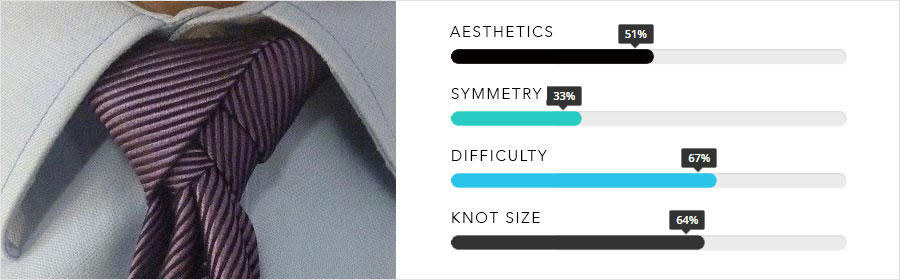 AESTHETICS
51%
SYMMETRY
33%
DIFFICULTY
67%
KNOT SIZE
64%